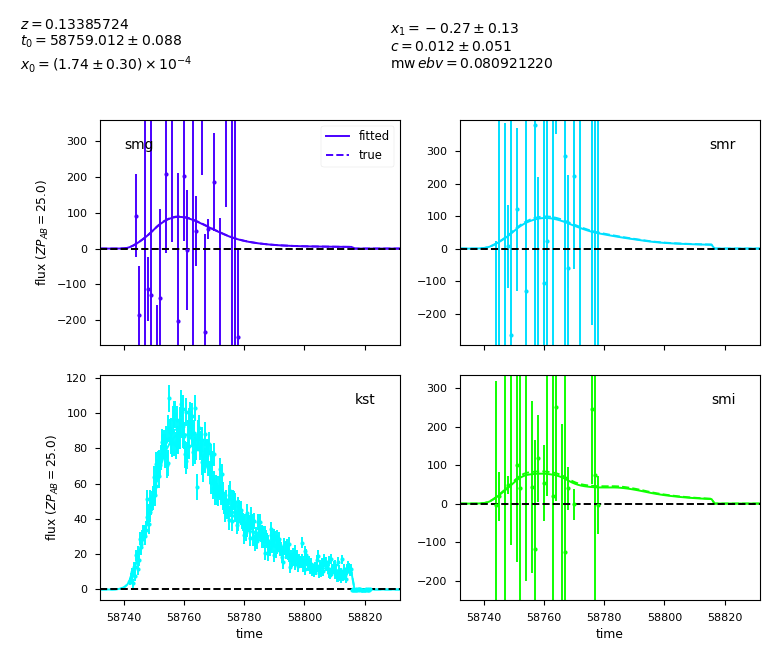 z = 0.13385724
t₀ = 58759.012 ± 0.088
x₀ = (1.74 ± 0.30) × 10⁻⁴
x₁ = −0.27 ± 0.13
c = 0.012 ± 0.051
mw ebv = 0.080921220
smg
fitted
true
300
200
100
0
−100
−200
flux (ZP_AB = 25.0)
smr
300
200
100
0
−100
−200
kst
120
100
80
60
40
20
0
flux (ZP_AB = 25.0)
58740 58760 58780 58800 58820
time
smi
300
200
100
0
−100
−200
58740 58760 58780 58800 58820
time